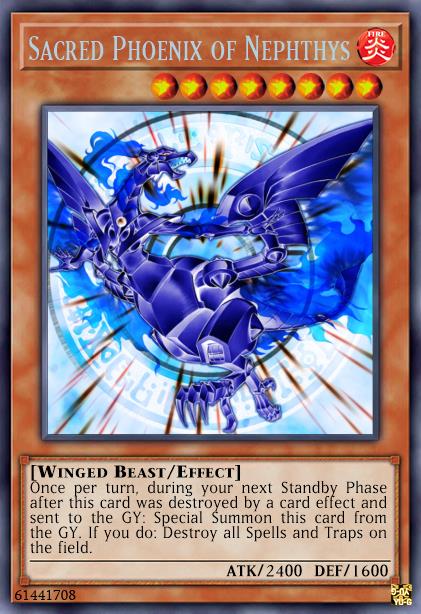 Sacred Phoenix of Nephthys
FIRE
炎
[Winged Beast/Effect]
Once per turn, during your next Standby Phase
after this card was destroyed by a card effect and
sent to the GY: Special Summon this card from
the GY. If you do: Destroy all Spells and Traps on
the field.
ATK/2400 DEF/1600
61441708